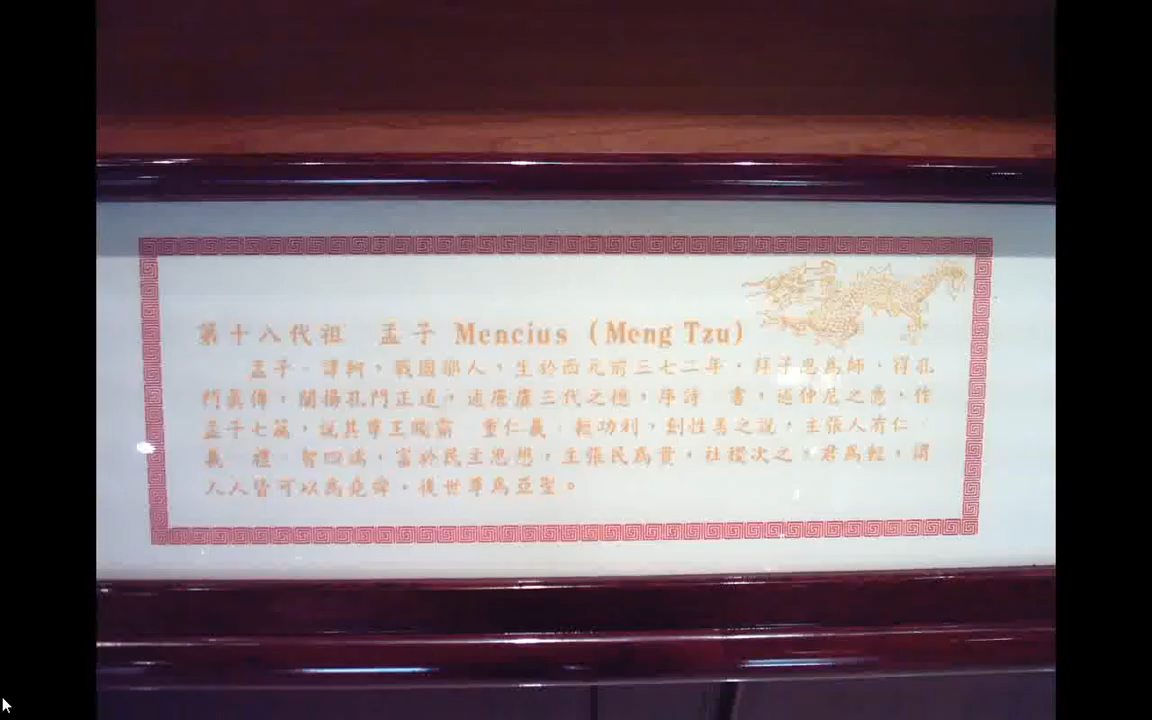 第十八代祖 孟子 Mencius (Meng Tzu)
孟子，諱軻，戰國鄒人，生於西元前三七二年，拜子思為師，得孔
門真傳，闡揚孔門正道，述唐虞三代之德，序詩、書，述仲尼之意，作
孟子七篇，說其尊王賤霸、重仁義、輕功利，創性善之說，主張人有仁、
義、禮、智四端，富於民主思想，主張民為貴，社稷次之，君為輕，謂
人人皆可以為堯舜，後世尊為亞聖。